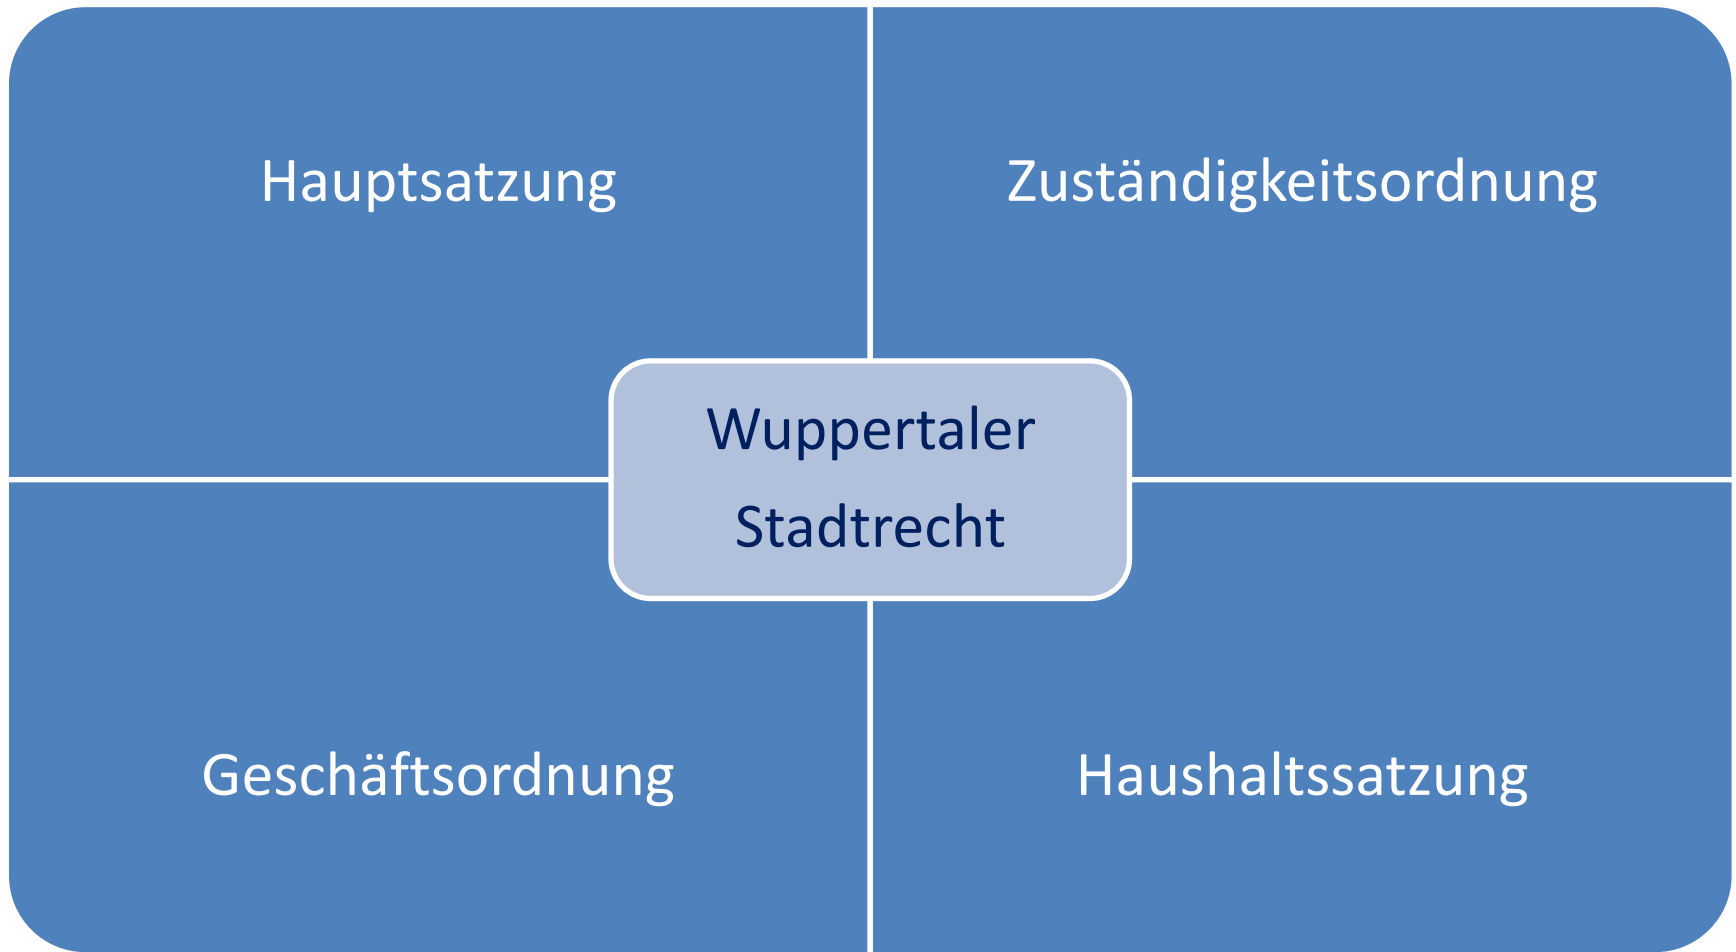 Hauptsatzung
Zuständigkeitsordnung
Wuppertaler
Stadtrecht
Geschäftsordnung
Haushaltssatzung